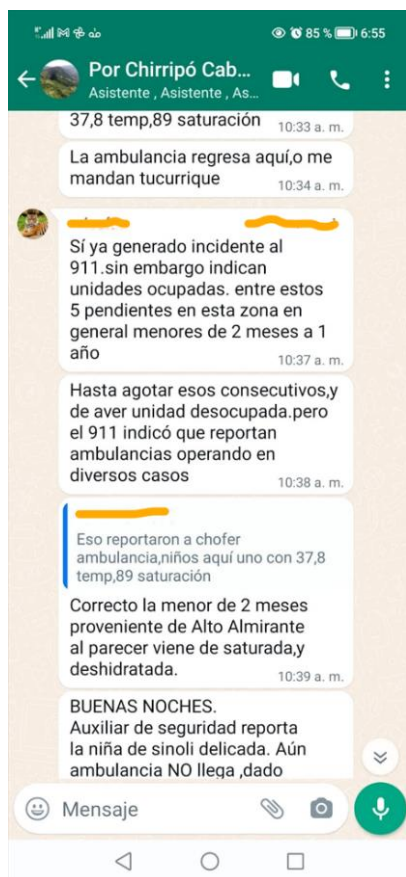 85 % 6:55
Por Chirripó Cab...
Asistente , Asistente , As...
37,8 temp,89 saturación 10:33 a. m.
La ambulancia regresa aquí,o me
mandan tucurrique 10:34 a. m.
Sí ya generado incidente al
911.sin embargo indican
unidades ocupadas. entre estos
5 pendientes en esta zona en
general menores de 2 meses a 1
año 10:37 a. m.
Hasta agotar esos consecutivos,y
de aver unidad desocupada.pero
el 911 indicó que reportan
ambulancias operando en
diversos casos 10:38 a. m.
Eso reportaron a chofer
ambulancia,niños aquí uno con 37,8
temp,89 saturación
Correcto la menor de 2 meses
proveniente de Alto Almirante
al parecer viene de saturada,y
deshidratada. 10:39 a. m.
BUENAS NOCHES.
Auxiliar de seguridad reporta
la niña de sinoli delicada. Aún
ambulancia NO llega ,dado
Mensaje